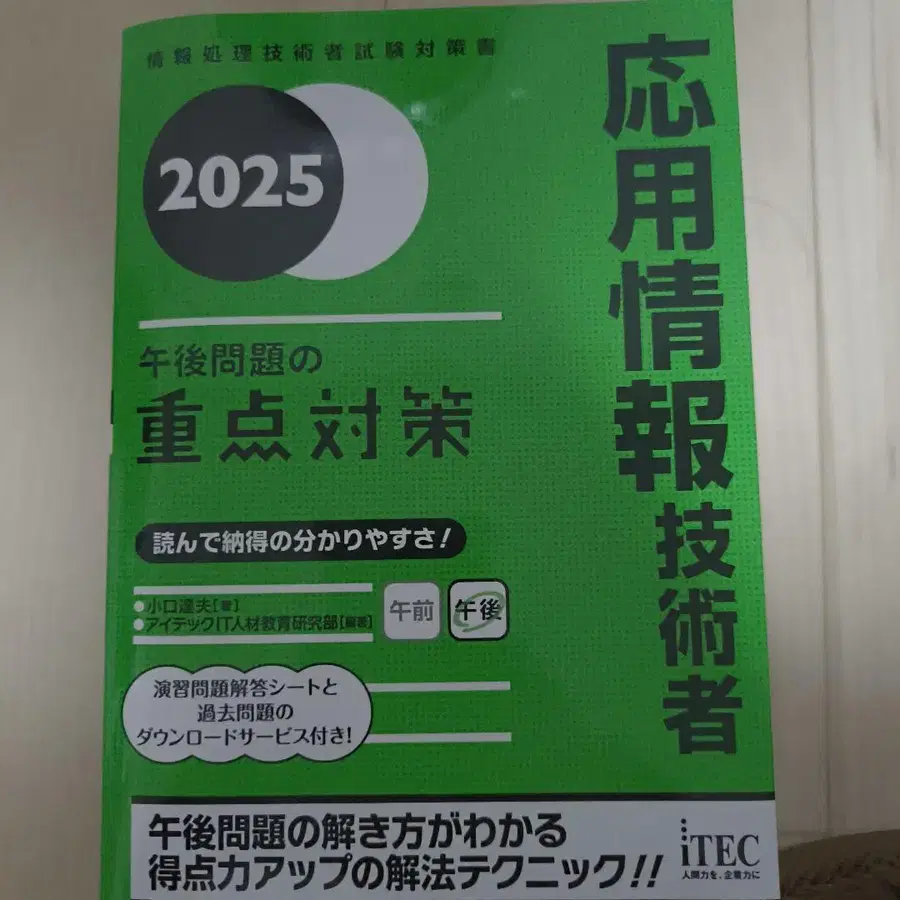 情報処理技術者試験対策書
2025
応用情報技術者
午後問題の
重点対策
読んで納得の分かりやすさ!
●小口達夫[著]
●アイテックIT人材教育研究部[編著]
午前
午後
演習問題解答シートと
過去問題の
ダウンロードサービス付き!
午後問題の解き方がわかる
得点力アップの解法テクニック!!
iTEC
人間力を、企業力に